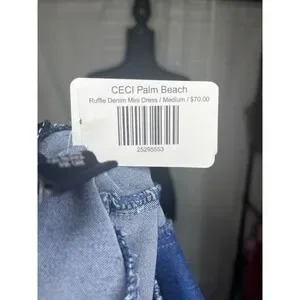 CECI Palm Beach
Ruffle Denim Mini Dress / Medium / $70.00
25295553